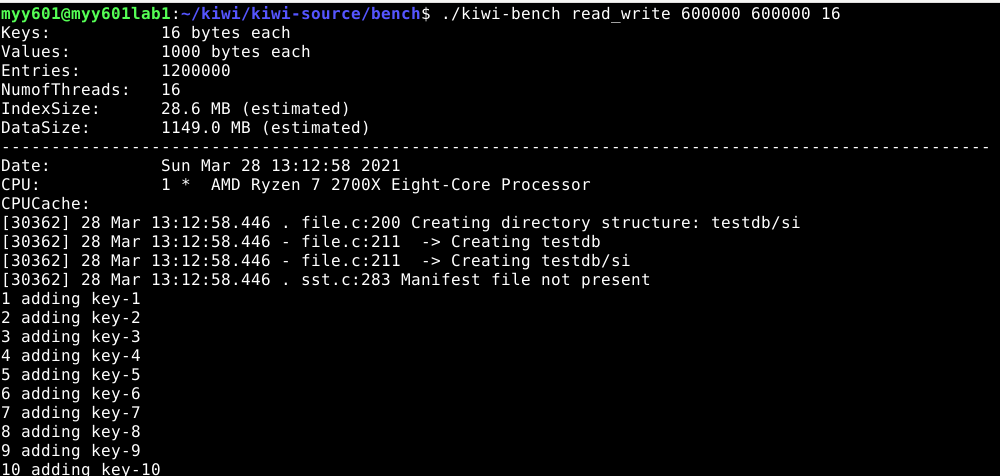 myy601@myy601lab1:~/kiwi/kiwi-source/bench$ ./kiwi-bench read_write 600000 600000 16
Keys:           16 bytes each
Values:         1000 bytes each
Entries:        1200000
NumofThreads:   16
IndexSize:      28.6 MB (estimated)
DataSize:       1149.0 MB (estimated)
---------------------------------------------------------------------------------------------------
Date:           Sun Mar 28 13:12:58 2021
CPU:            1 *  AMD Ryzen 7 2700X Eight-Core Processor
CPUCache:
[30362] 28 Mar 13:12:58.446 . file.c:200 Creating directory structure: testdb/si
[30362] 28 Mar 13:12:58.446 - file.c:211  -> Creating testdb
[30362] 28 Mar 13:12:58.446 - file.c:211  -> Creating testdb/si
[30362] 28 Mar 13:12:58.446 . sst.c:283 Manifest file not present
1 adding key-1
2 adding key-2
3 adding key-3
4 adding key-4
5 adding key-5
6 adding key-6
7 adding key-7
8 adding key-8
9 adding key-9
10 adding key-10